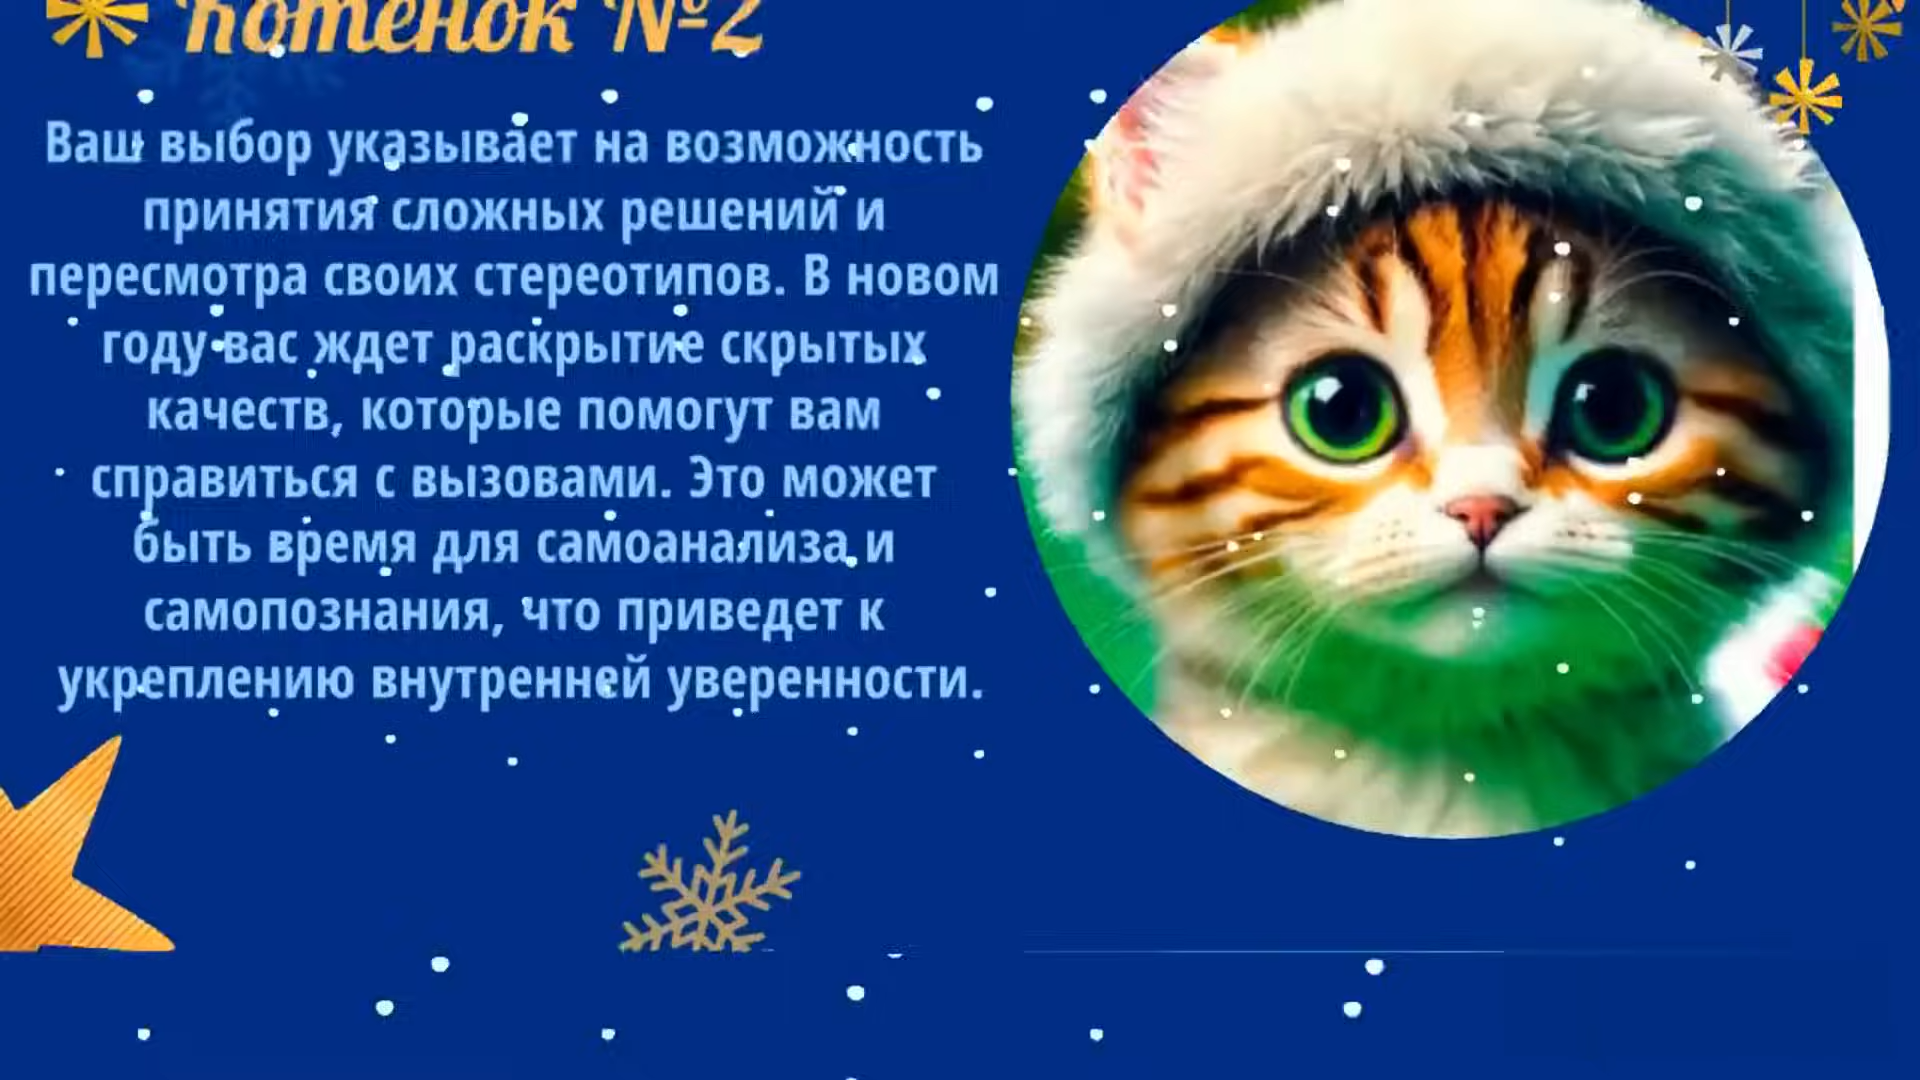 Котенок №2
Ваш выбор указывает на возможность
принятия сложных решений и
пересмотра своих стереотипов. В новом
году вас ждет раскрытие скрытых
качеств, которые помогут вам
справиться с вызовами. Это может
быть время для самоанализа и
самопознания, что приведет к
укреплению внутренней уверенности.